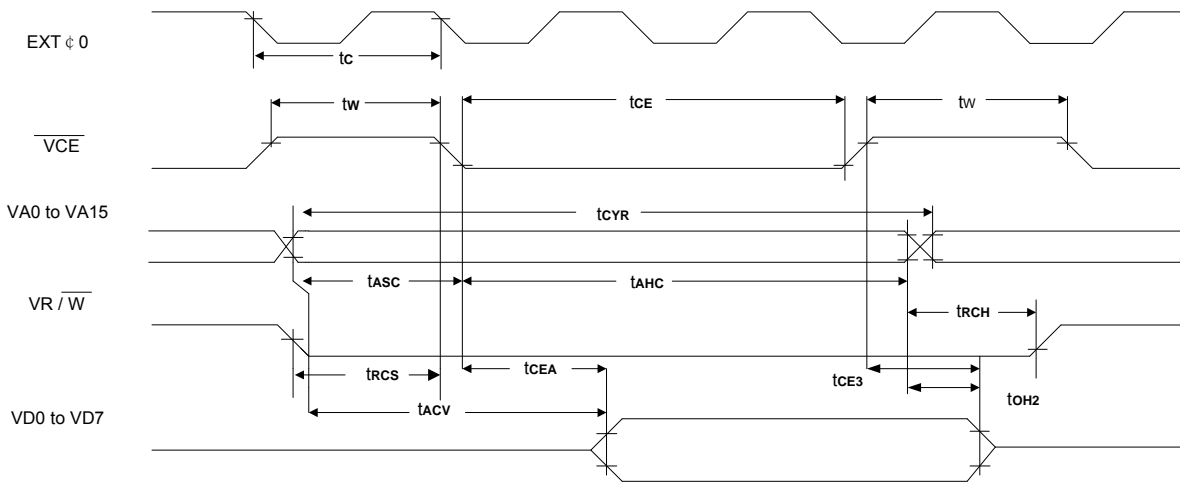 EXT ¢ 0
tC
tW
tCE
tW
VCE
VA0 to VA15
tCYR
tASC
tAHC
VR / W
tRCH
tCEA
tRCS
tCE3
tOH2
tACV
VD0 to VD7